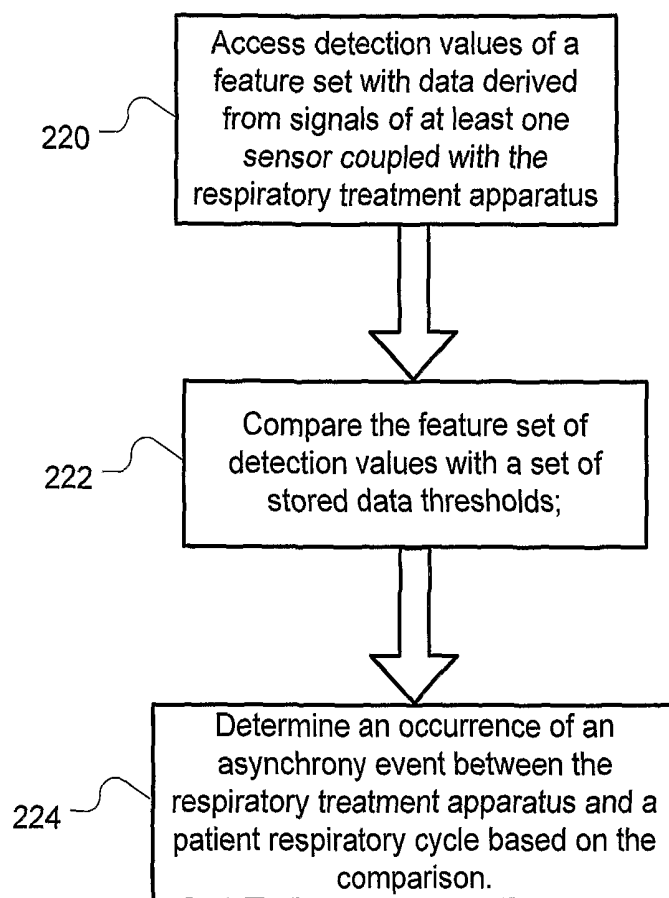 Access detection values of a
feature set with data derived
from signals of at least one
sensor coupled with the
respiratory treatment apparatus
220
Compare the feature set of
detection values with a set of
stored data thresholds;
222
Determine an occurrence of an
asynchrony event between the
respiratory treatment apparatus and a
patient respiratory cycle based on the
comparison.
224